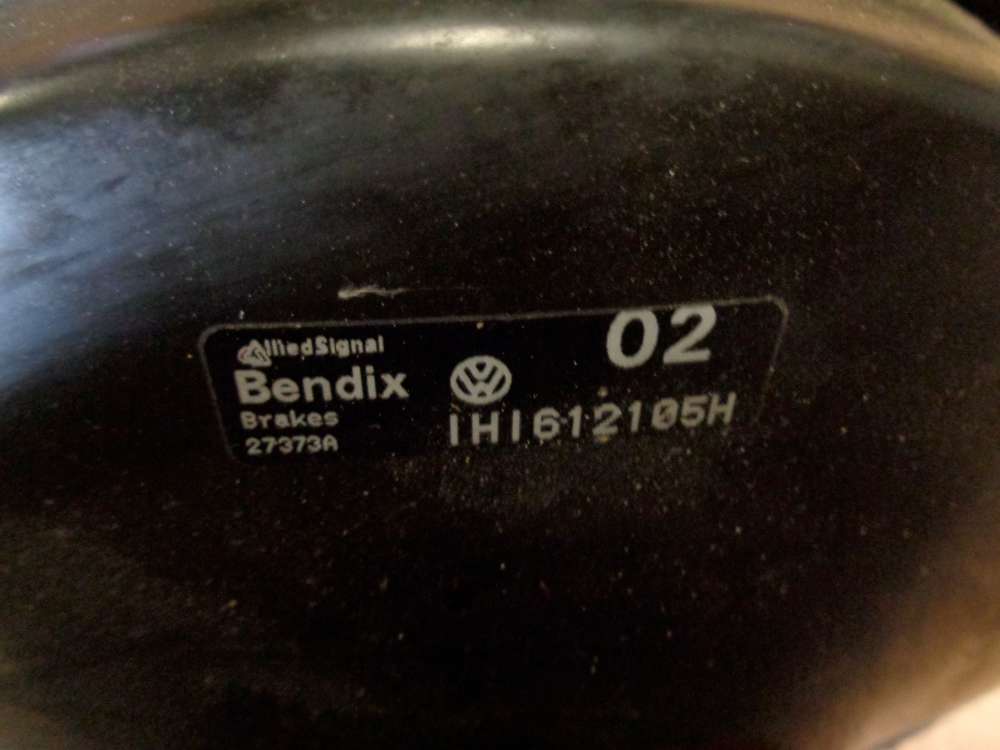 AlliedSignal
Bendix
Brakes
27373A
02
1H1612105H